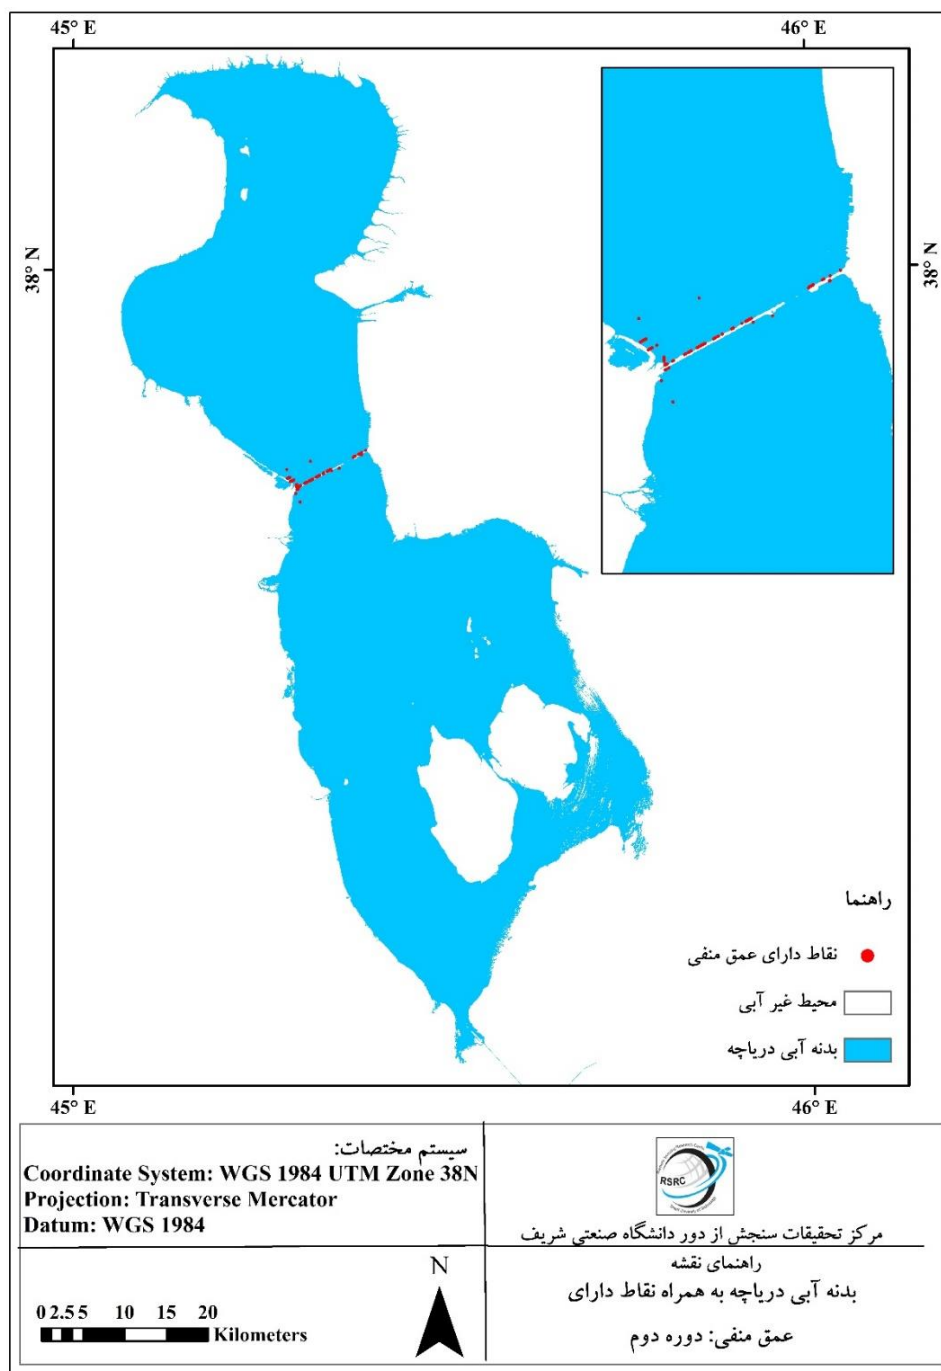 45° E
46° E
38° N
38° N
راهنما
نقاط دارای عمق منفی
محیط غیر آبی
بدنه آبی دریاچه
45° E
46° E
سیستم مختصات:
Coordinate System: WGS 1984 UTM Zone 38N
Projection: Transverse Mercator
Datum: WGS 1984
N
0 2.5 5 10 15 20
Kilometers
RSRC
مرکز تحقیقات سنجش از دور دانشگاه صنعتی شریف
راهنمای نقشه
بدنه آبی دریاچه به همراه نقاط دارای
عمق منفی: دوره دوم